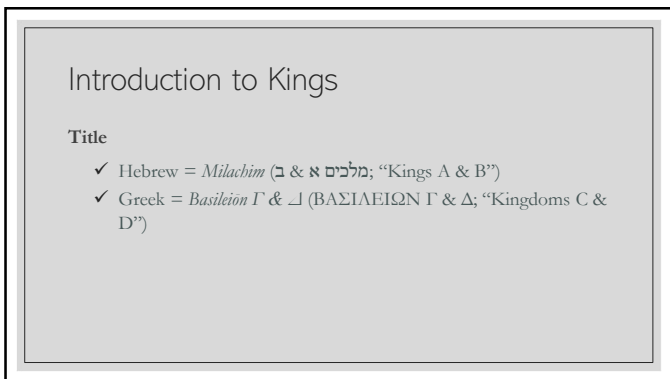 Introduction to Kings
Title
✓ Hebrew = Milachim (מלכים א & ב; “Kings A & B”)
✓ Greek = Basileiōn Γ & ⅃ (ΒΑΣΙΛΕΙΩΝ Γ & Δ; “Kingdoms C &
D”)